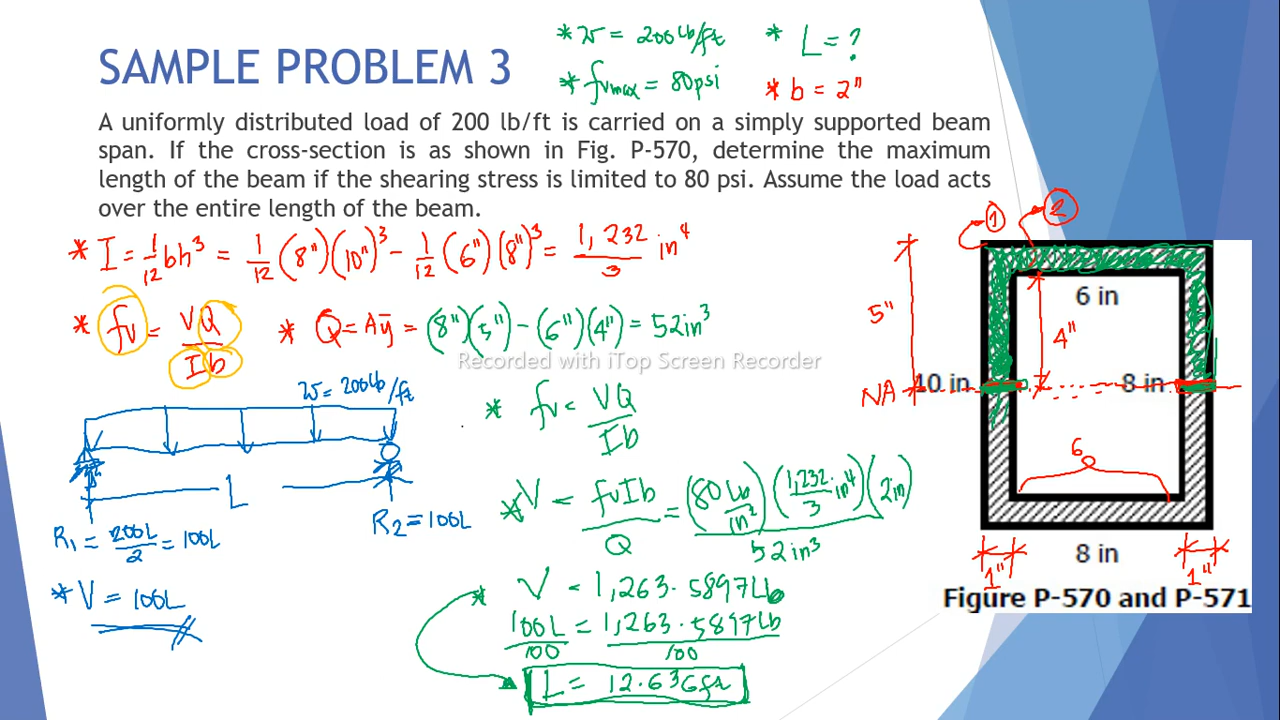 * w = 200 lb/ft * L = ?
SAMPLE PROBLEM 3
* fvmax = 80psi * b = 2"
A uniformly distributed load of 200 lb/ft is carried on a simply supported beam
span. If the cross-section is as shown in Fig. P-570, determine the maximum
length of the beam if the shearing stress is limited to 80 psi. Assume the load acts
over the entire length of the beam.
* I = 1/12 bh³ = 1/12 (8")(10")³ - 1/12 (6")(8")³ = 1,232/3 in⁴
* fv = VQ/Ib * Q = Aȳ = (8")(5") - (6")(4") = 52in³
Recorded with iTop Screen Recorder
w = 200lb/ft
L
R₁ = 200L/2 = 100L
R₂ = 100L
* V = 100L
* fv = VQ/Ib
* V = fvIb/Q = (80 lb/in²)(1,232/3 in⁴)(2in)/52in³
* V = 1,263.5897Lb
100L/100 = 1,263.5897Lb/100
L = 12.636ft
1 2
6 in
5"
4"
NA
10 in
8 in
6
8 in
1" 1"
Figure P-570 and P-571